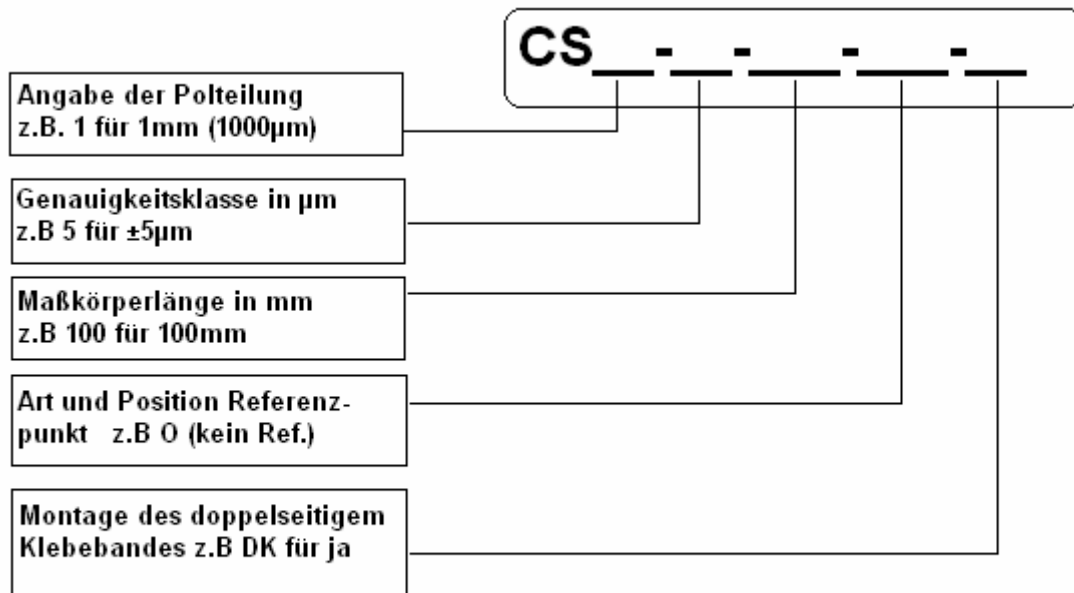 CS__-__-___-___-__
Angabe der Polteilung
z.B. 1 für 1mm (1000µm)
Genauigkeitsklasse in µm
z.B 5 für ±5µm
Maßkörperlänge in mm
z.B 100 für 100mm
Art und Position Referenz-
punkt z.B O (kein Ref.)
Montage des doppelseitigem
Klebebandes z.B DK für ja